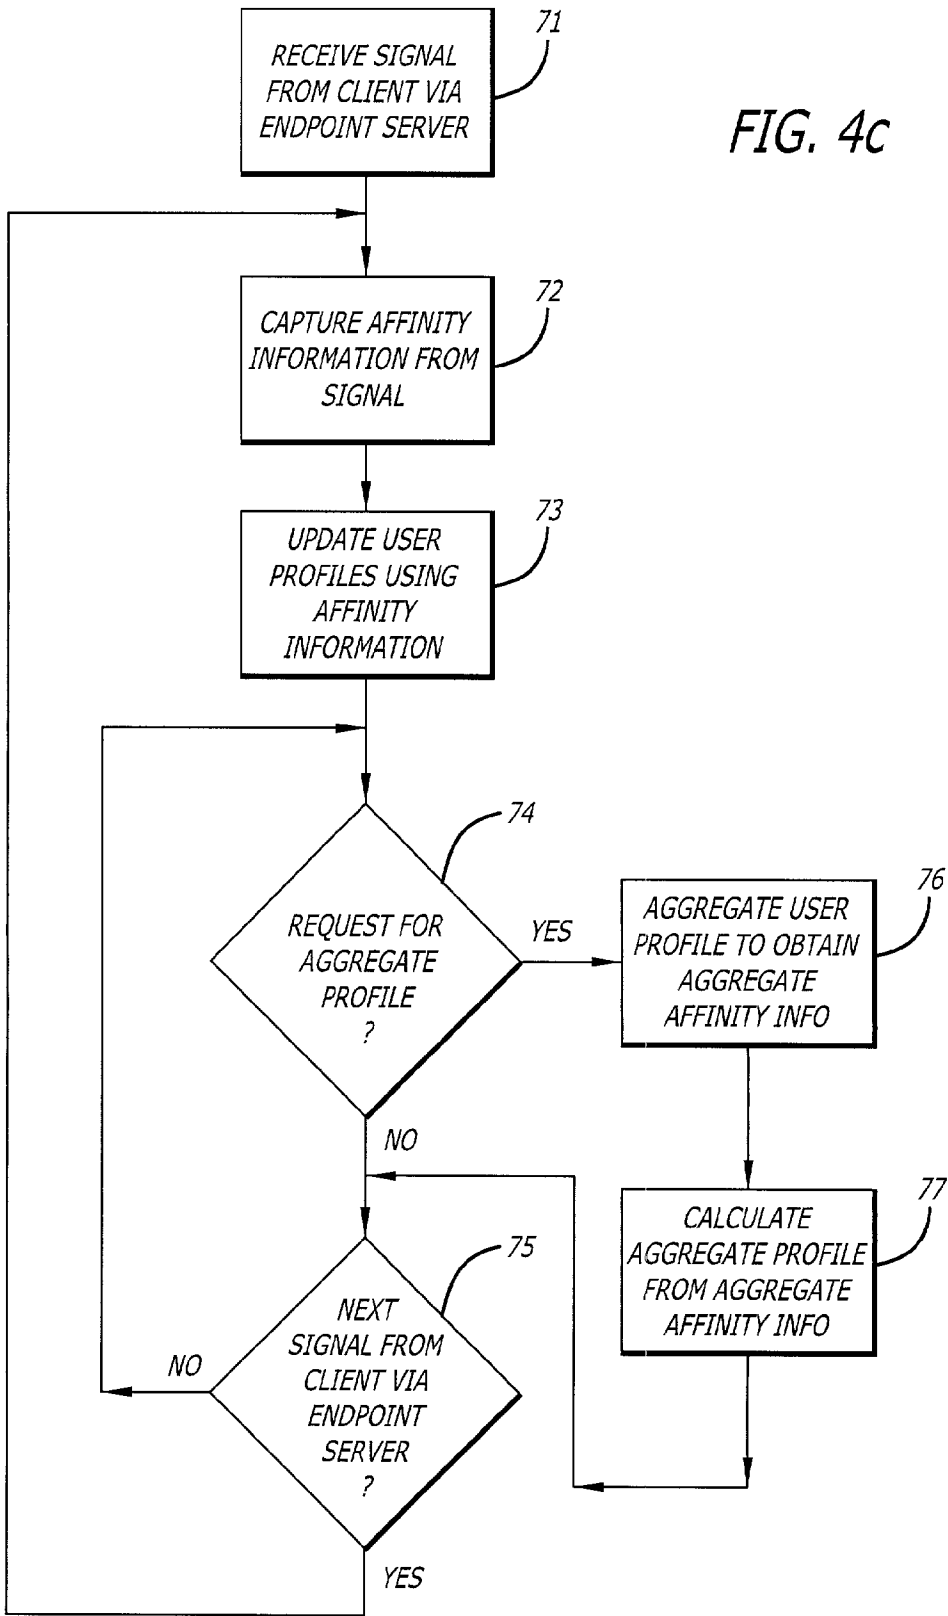 71
RECEIVE SIGNAL
FROM CLIENT VIA
ENDPOINT SERVER
FIG. 4c
72
CAPTURE AFFINITY
INFORMATION FROM
SIGNAL
73
UPDATE USER
PROFILES USING
AFFINITY
INFORMATION
74
REQUEST FOR
AGGREGATE
PROFILE
?
YES
76
AGGREGATE USER
PROFILE TO OBTAIN
AGGREGATE
AFFINITY INFO
NO
77
CALCULATE
AGGREGATE PROFILE
FROM AGGREGATE
AFFINITY INFO
75
NEXT
SIGNAL FROM
CLIENT VIA
ENDPOINT
SERVER
?
NO
YES